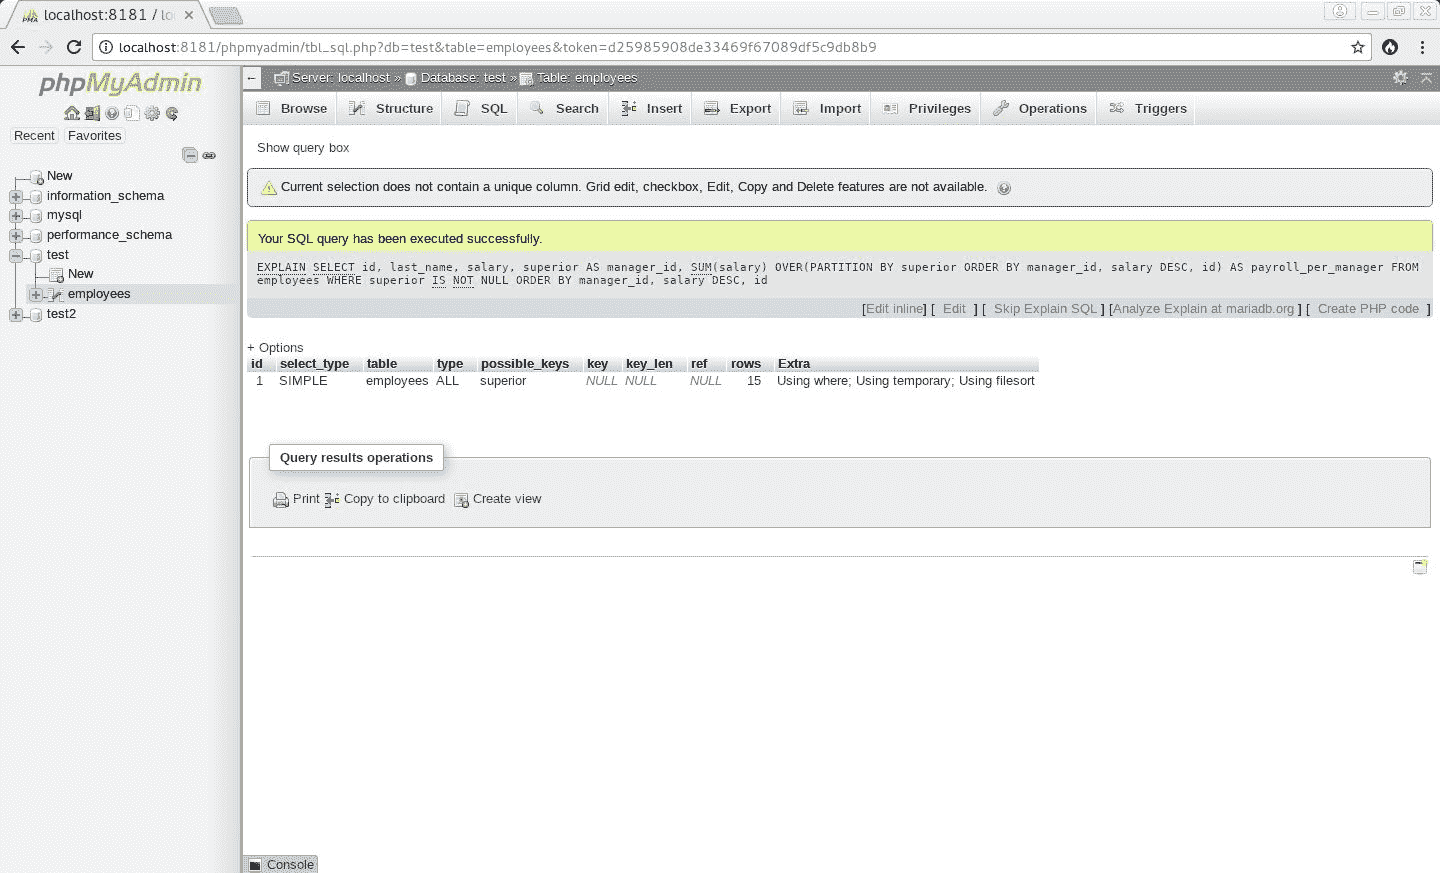 localhost:8181 / lo
localhost:8181/phpmyadmin/tbl_sql.php?db=test&table=employees&token=d25985908de33469f67089df5c9db8b9
phpMyAdmin
Recent Favorites
New
information_schema
mysql
performance_schema
test
New
employees
test2
Server: localhost » Database: test » Table: employees
Browse Structure SQL Search Insert Export Import Privileges Operations Triggers
Show query box
Current selection does not contain a unique column. Grid edit, checkbox, Edit, Copy and Delete features are not available.
Your SQL query has been executed successfully.
EXPLAIN SELECT id, last_name, salary, superior AS manager_id, SUM(salary) OVER(PARTITION BY superior ORDER BY manager_id, salary DESC, id) AS payroll_per_manager FROM
employees WHERE superior IS NOT NULL ORDER BY manager_id, salary DESC, id
[Edit inline] [ Edit ] [ Skip Explain SQL ] [Analyze Explain at mariadb.org ] [ Create PHP code ]
+ Options
id select_type table type possible_keys key key_len ref rows Extra
1 SIMPLE employees ALL superior NULL NULL NULL 15 Using where; Using temporary; Using filesort
Query results operations
Print Copy to clipboard Create view
Console